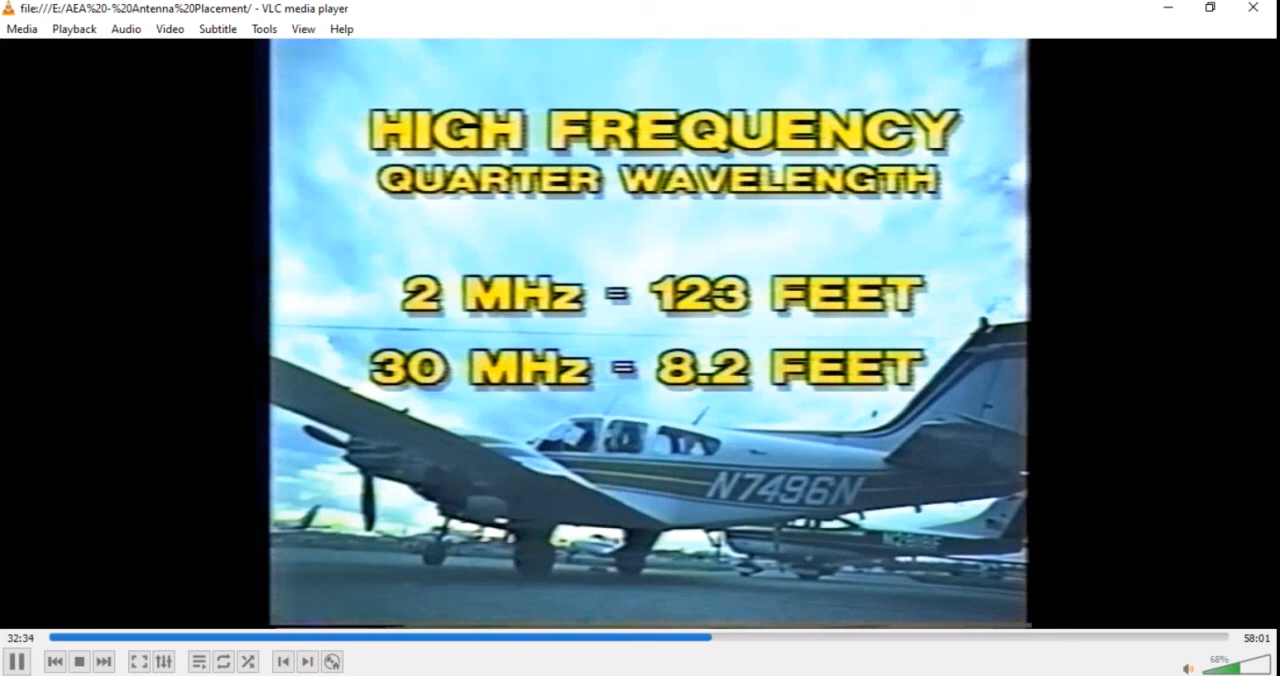 file:///E:/AEA%20-%20Antenna%20Placement/ - VLC media player
Media Playback Audio Video Subtitle Tools View Help
HIGH FREQUENCY
QUARTER WAVELENGTH
2 MHz = 123 FEET
30 MHz = 8.2 FEET
N7496N
32:34
58:01
68%